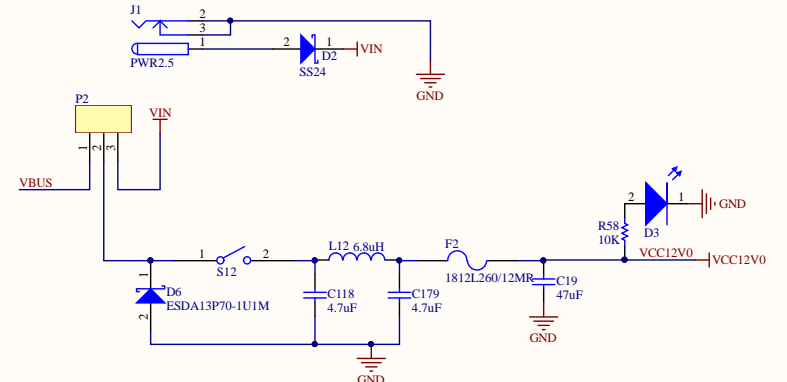 J1
2
3
1
PWR2.5
2
1
D2
SS24
VIN
GND
P2
VIN
1
2
3
VBUS
1
2
S12
L12 6.8uH
F2
1812L260/12MR
R58
10K
2
1
D3
GND
VCC12V0
VCC12V0
1
D6
ESDA13P70-1U1M
2
C118
4.7uF
C179
4.7uF
C19
47uF
GND
GND